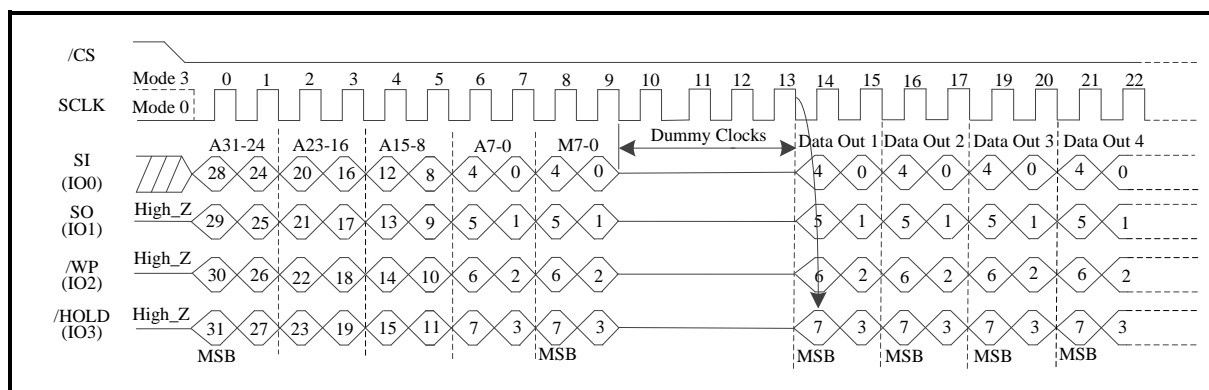 /CS
Mode 3 0 1 2 3 4 5 6 7 8 9 10 11 12 13 14 15 16 17 19 20 21 22
SCLK Mode 0
A31-24 A23-16 A15-8 A7-0 M7-0 Dummy Clocks Data Out 1 Data Out 2 Data Out 3 Data Out 4
SI
(IO0) 28 24 20 16 12 8 4 0 4 0 4 0 4 0 4 0 4 0
SO
(IO1) High_Z 29 25 21 17 13 9 5 1 5 1 5 1 5 1 5 1 5 1
/WP
(IO2) High_Z 30 26 22 18 14 10 6 2 6 2 6 2 6 2 6 2 6 2
/HOLD
(IO3) High_Z 31 27 23 19 15 11 7 3 7 3 7 3 7 3 7 3 7 3
MSB MSB MSB MSB MSB MSB